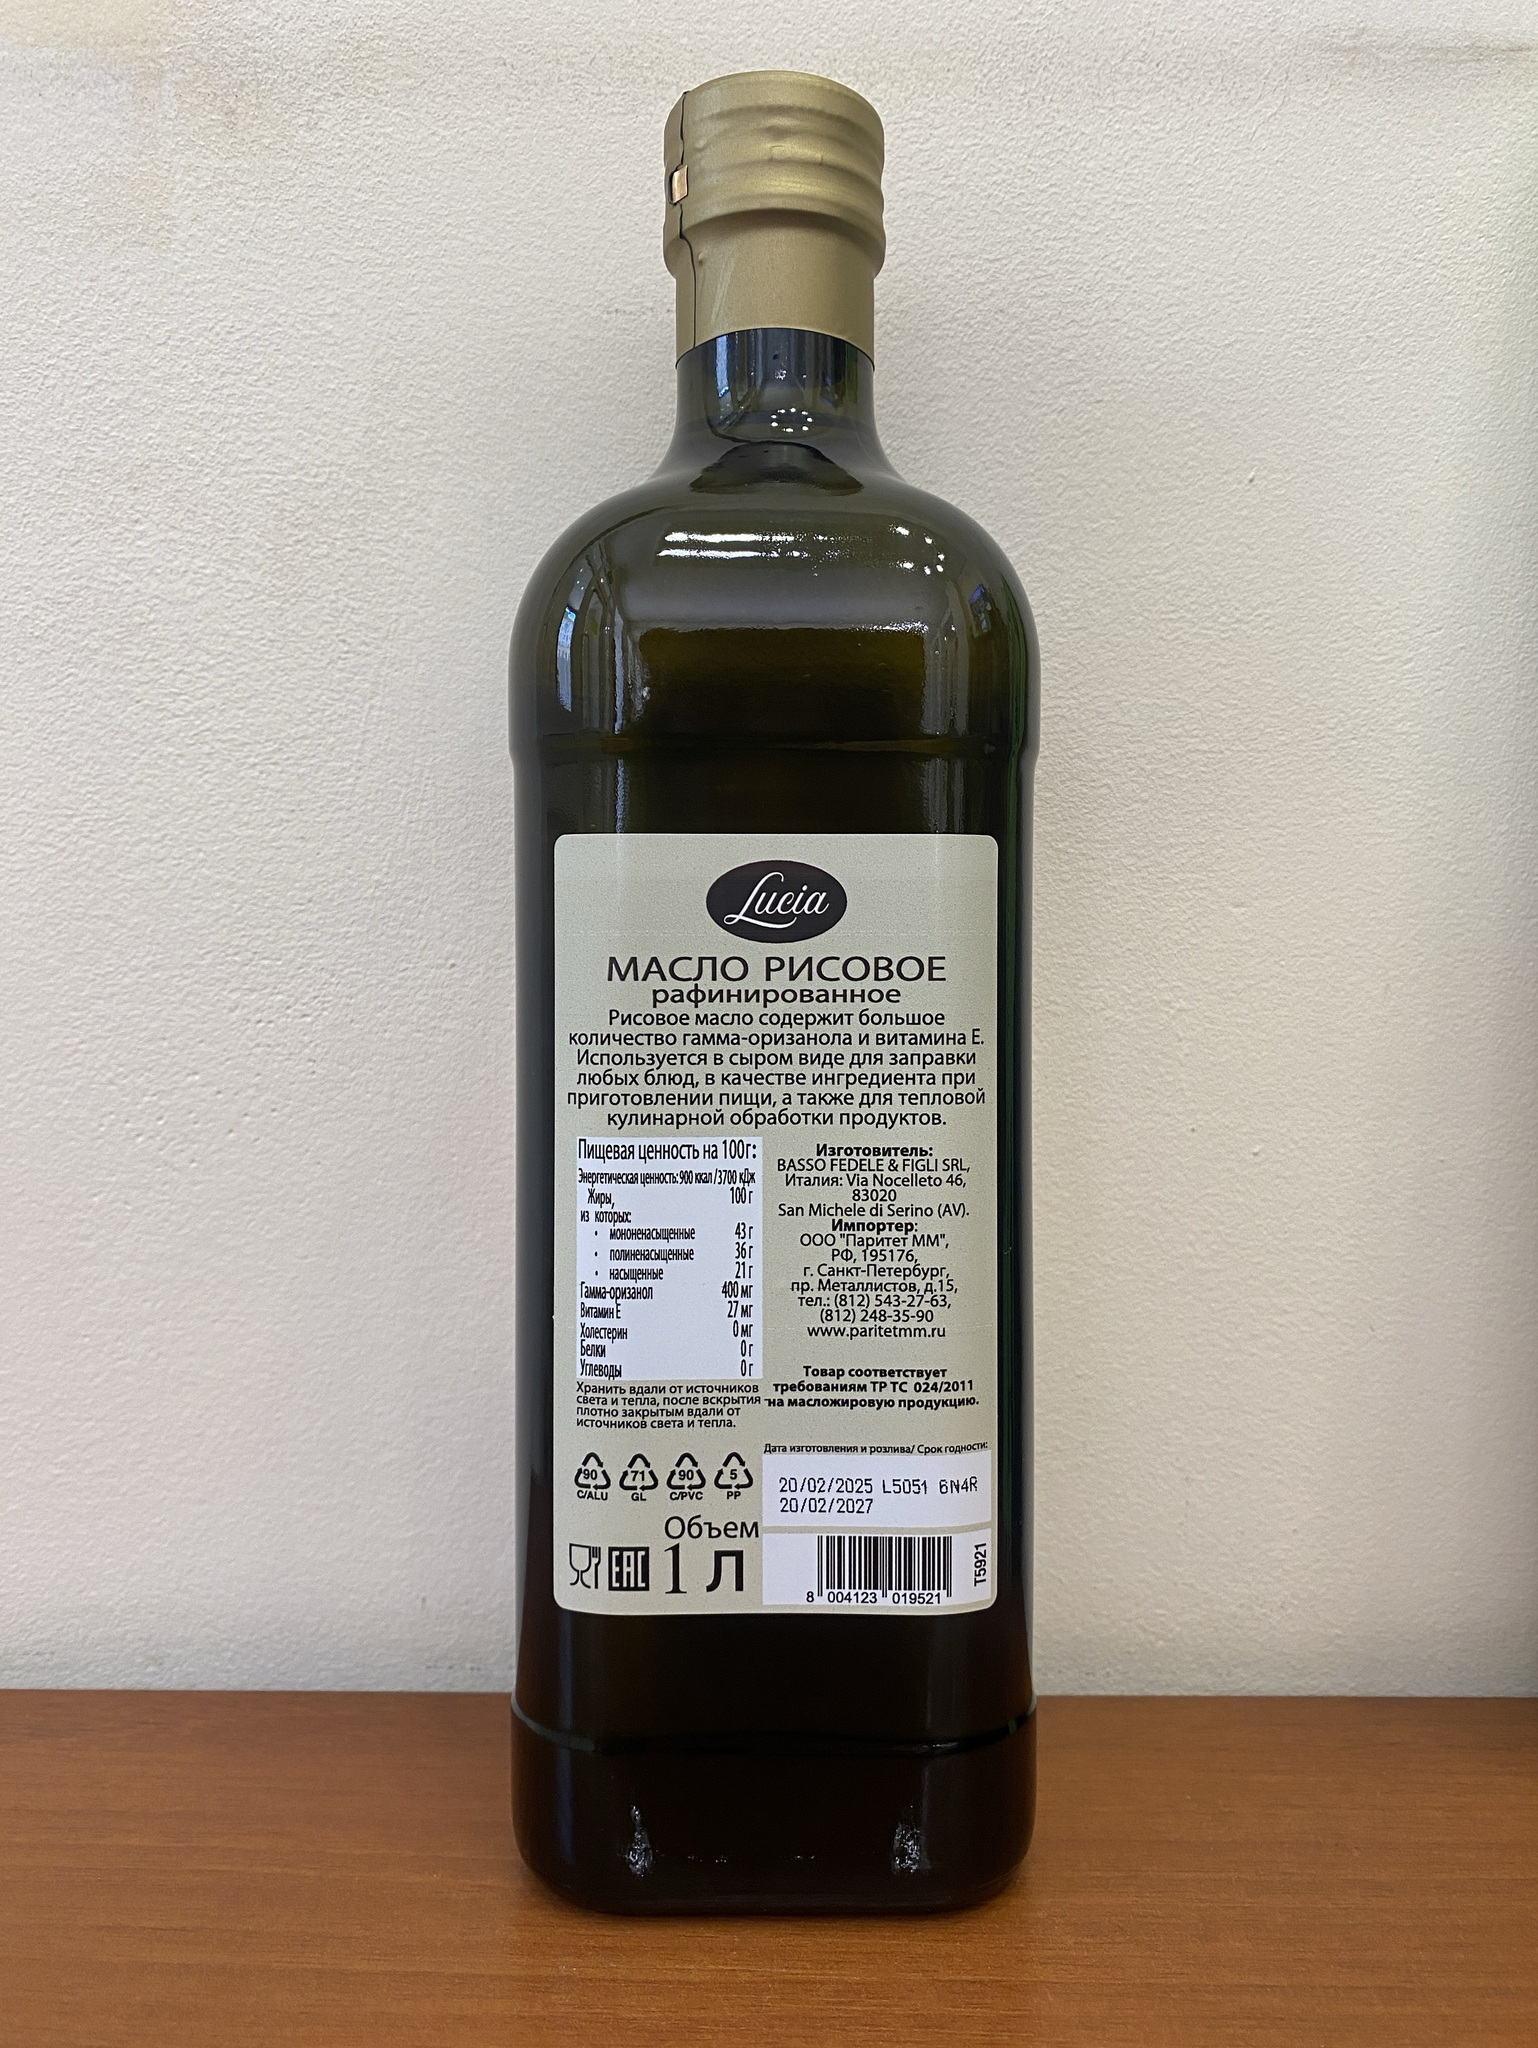 Lucia
МАСЛО РИСОВОЕ
рафинированное
Рисовое масло содержит большое
количество гамма-оризанола и витамина Е.
Используется в сыром виде для заправки
любых блюд, в качестве ингредиента при
приготовлении пищи, а также для тепловой
кулинарной обработки продуктов.
Пищевая ценность на 100г:
Энергетическая ценность: 900 ккал/3700 кДж
Жиры, 100 г
из которых:
• мононенасыщенные 43 г
• полиненасыщенные 36 г
• насыщенные 21 г
Гамма-оризанол 400 мг
Витамин Е 27 мг
Холестерин 0 мг
Белки 0 г
Углеводы 0 г
Хранить вдали от источников
света и тепла, после вскрытия -
плотно закрытым вдали от
источников света и тепла.
Изготовитель:
BASSO FEDELE & FIGLI SRL,
Италия: Via Nocelleto 46,
83020
San Michele di Serino (AV).
Импортер:
ООО "Паритет ММ",
РФ, 195176,
г. Санкт-Петербург,
пр. Металлистов, д.15,
тел.: (812) 543-27-63,
(812) 248-35-90
www.paritetmm.ru
Товар соответствует
требованиям ТР ТС 024/2011
на масложировую продукцию.
90 71 90 5
C/ALU GL C/PVC PP
Объем
EAC 1 Л
Дата изготовления и розлива/ Срок годности:
20/02/2025 L5051 6N4R
20/02/2027
T5921
8 004123 019521